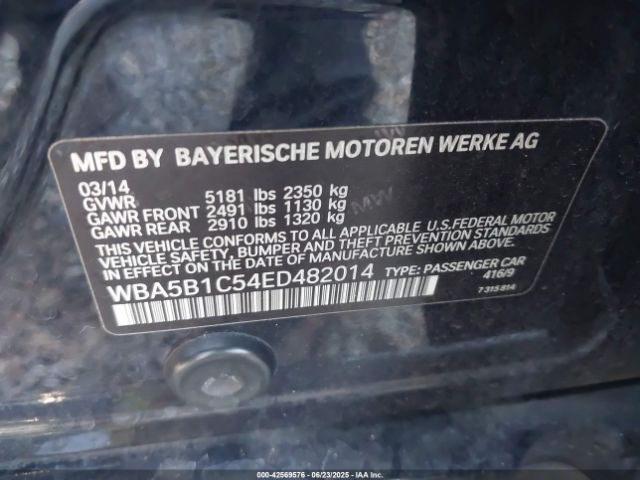 MFD BY BAYERISCHE MOTOREN WERKE AG
03/14
GVWR 5181 lbs 2350 kg
GAWR FRONT 2491 lbs 1130 kg
GAWR REAR 2910 lbs 1320 kg
THIS VEHICLE CONFORMS TO ALL APPLICABLE U.S.FEDERAL MOTOR
VEHICLE SAFETY, BUMPER AND THEFT PREVENTION STANDARDS
IN EFFECT ON THE DATE OF MANUFACTURE SHOWN ABOVE.
WBA5B1C54ED482014 TYPE: PASSENGER CAR
416/9
7 315 814
000-42569576 - 06/23/2025 - IAAI.COM